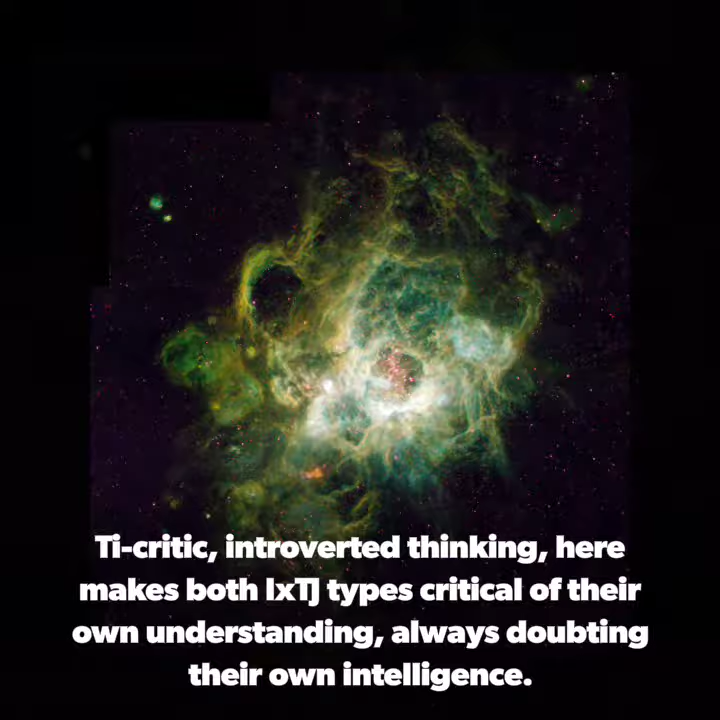 Ti-critic, introverted thinking, here
makes both IxTJ types critical of their
own understanding, always doubting
their own intelligence.